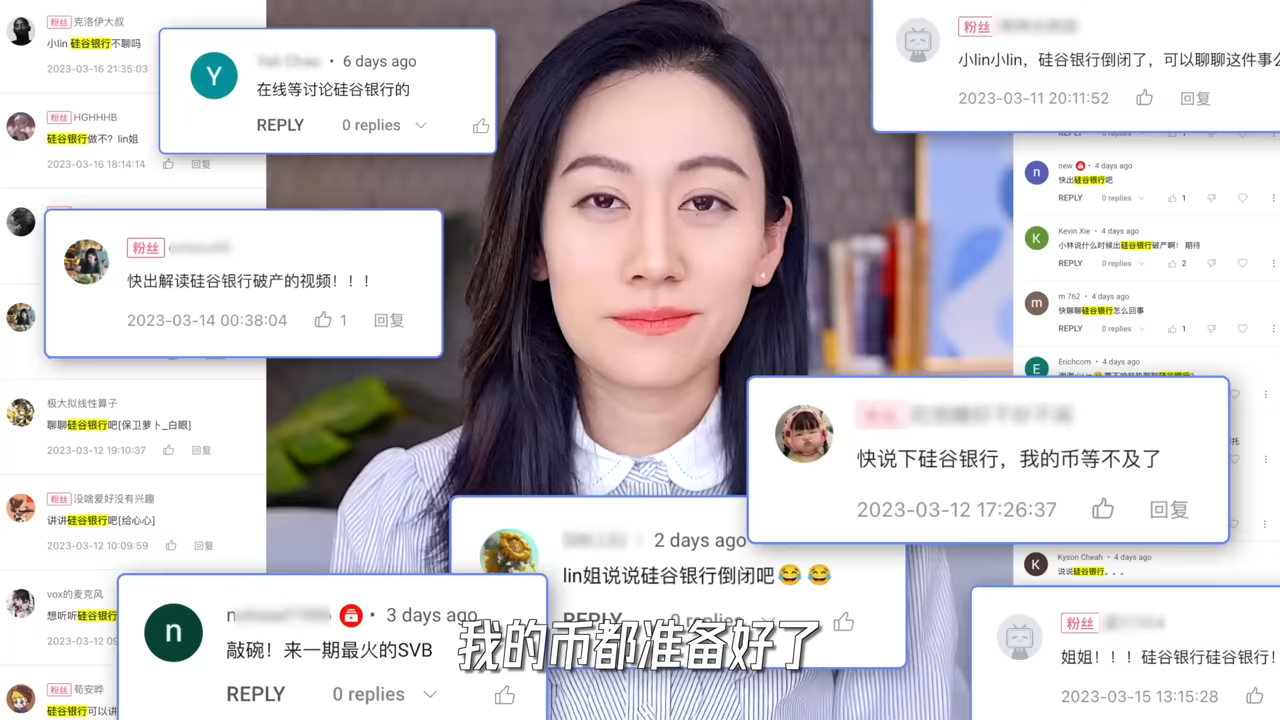 粉丝 克洛伊大叔
小lin 硅谷银行不聊吗
2023-03-16 21:35:03
粉丝 HGHHHB
硅谷银行做不？lin姐
2023-03-16 18:14:14 回复
极大拟线性算子
聊聊硅谷银行吧[保卫萝卜_白眼]
2023-03-12 19:10:37 回复
粉丝 没啥爱好没有兴趣
讲讲硅谷银行吧[给心心]
2023-03-12 10:09:59 回复
vox的麦克风
想听听硅谷银行
2023-03-12 09
粉丝 荀安晔
硅谷银行可以讲
Y
6 days ago
在线等讨论硅谷银行的
REPLY 0 replies
粉丝
快出解读硅谷银行破产的视频！！！
2023-03-14 00:38:04 1 回复
n
3 days ago
敲碗！来一期最火的SVB
REPLY 0 replies
2 days ago
lin姐说说硅谷银行倒闭吧😂 😂
REPLY 0 replies
我的币都准备好了
粉丝
小lin小lin，硅谷银行倒闭了，可以聊聊这件事么
2023-03-11 20:11:52 回复
REPLY 0 replies 1
n
new • 4 days ago
快出硅谷银行吧
REPLY 0 replies 1
K
Kevin Xie • 4 days ago
小林说什么时候出硅谷银行破产啊！ 期待
REPLY 0 replies 2
m
m 762 • 4 days ago
快聊聊硅谷银行怎么回事
REPLY 0 replies 1
E
Erichcom • 4 days ago
快说下硅谷银行，我的币等不及了
2023-03-12 17:26:37 回复
托
K
Kyson Cheah • 4 days ago
说说硅谷银行。。。
粉丝
姐姐！！！硅谷银行硅谷银行！
2023-03-15 13:15:28